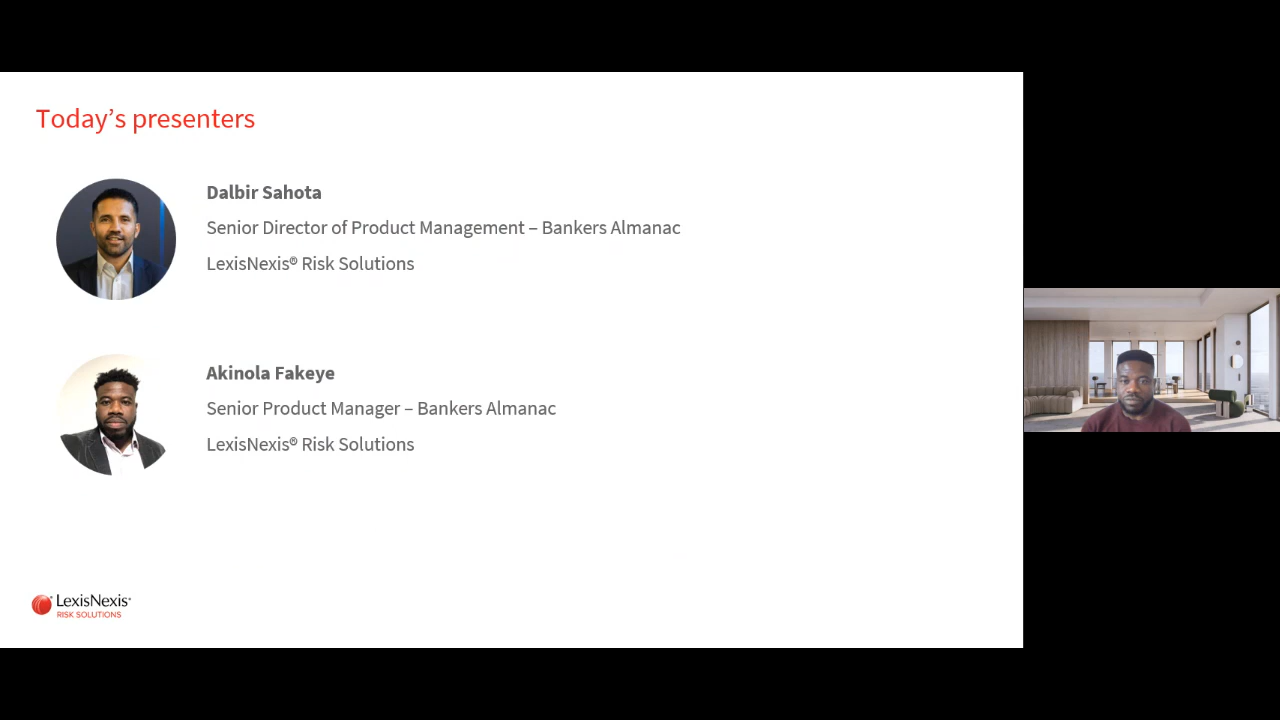 Today’s presenters
Dalbir Sahota
Senior Director of Product Management – Bankers Almanac
LexisNexis® Risk Solutions
Akinola Fakeye
Senior Product Manager – Bankers Almanac
LexisNexis® Risk Solutions
LexisNexis®
RISK SOLUTIONS